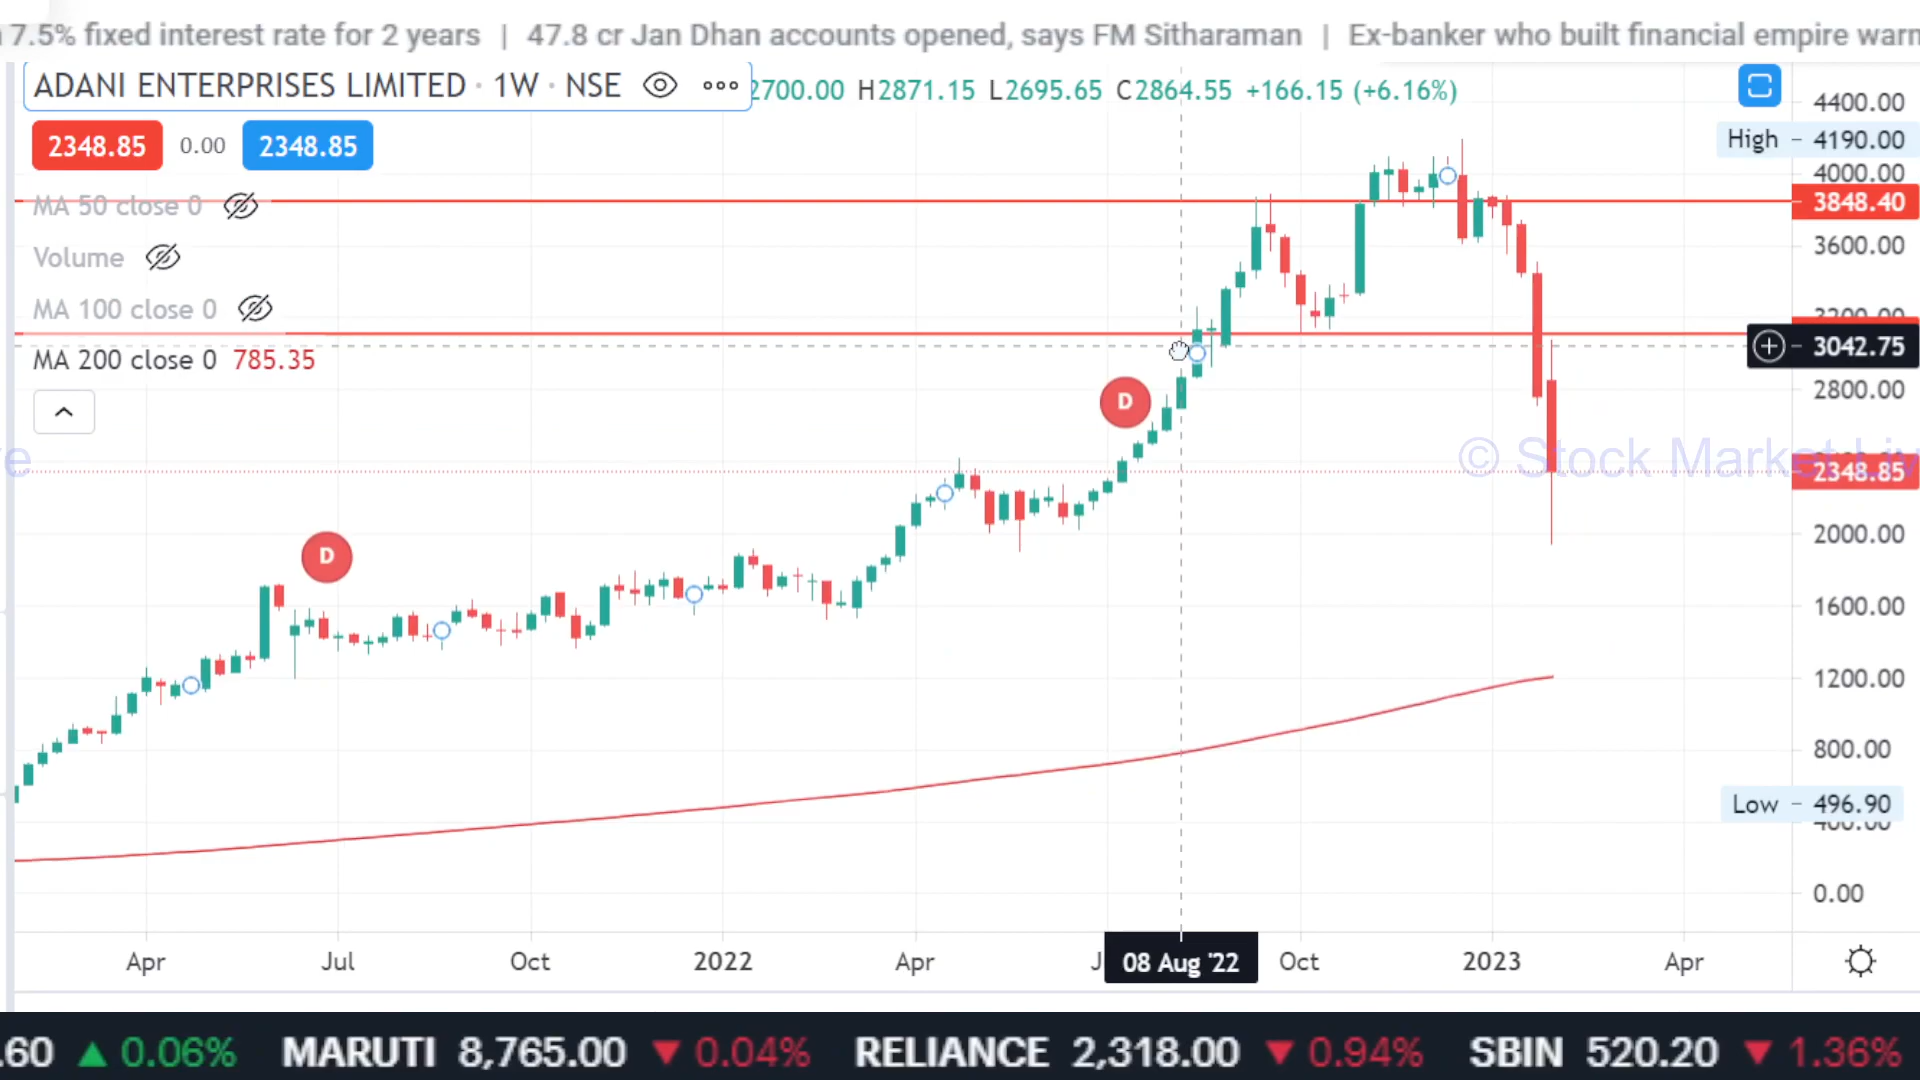 7.5% fixed interest rate for 2 years | 47.8 cr Jan Dhan accounts opened, says FM Sitharaman | Ex-banker who built financial empire
ADANI ENTERPRISES LIMITED · 1W · NSE 2700.00 H2871.15 L2695.65 C2864.55 +166.15 (+6.16%)
2348.85 0.00 2348.85
MA 50 close 0
Volume
MA 100 close 0
MA 200 close 0 785.35
4400.00
High 4190.00
4000.00
3848.40
3600.00
3200.00
3042.75
2800.00
2348.85
2000.00
1600.00
1200.00
800.00
Low 496.90
400.00
0.00
D
D
© Stock Market
Apr Jul Oct 2022 Apr 08 Aug '22 Oct 2023 Apr
.60 ▲ 0.06% MARUTI 8,765.00 ▼ 0.04% RELIANCE 2,318.00 ▼ 0.94% SBIN 520.20 ▼ 1.36%